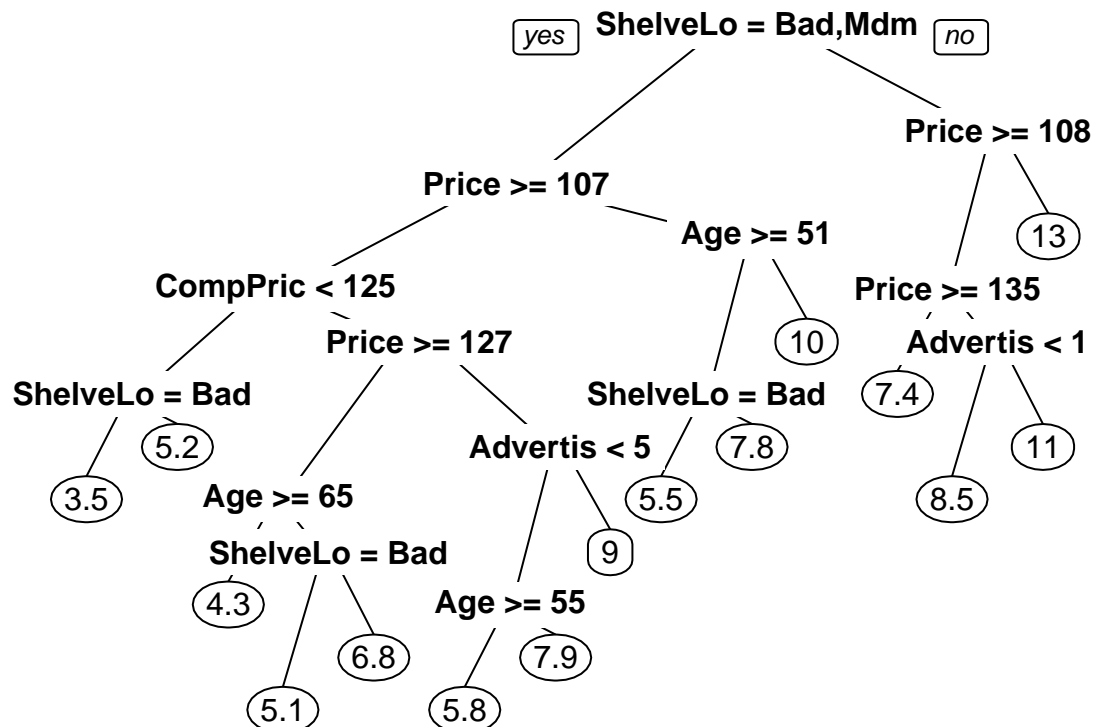 yes ShelveLo = Bad,Mdm no
Price >= 108
Price >= 107
13
Age >= 51
CompPric < 125
Price >= 135
Price >= 127
10
Advertis < 1
ShelveLo = Bad
ShelveLo = Bad
7.4
5.2
Advertis < 5
7.8
11
3.5
Age >= 65
5.5
8.5
ShelveLo = Bad
9
4.3
Age >= 55
6.8
7.9
5.1
5.8